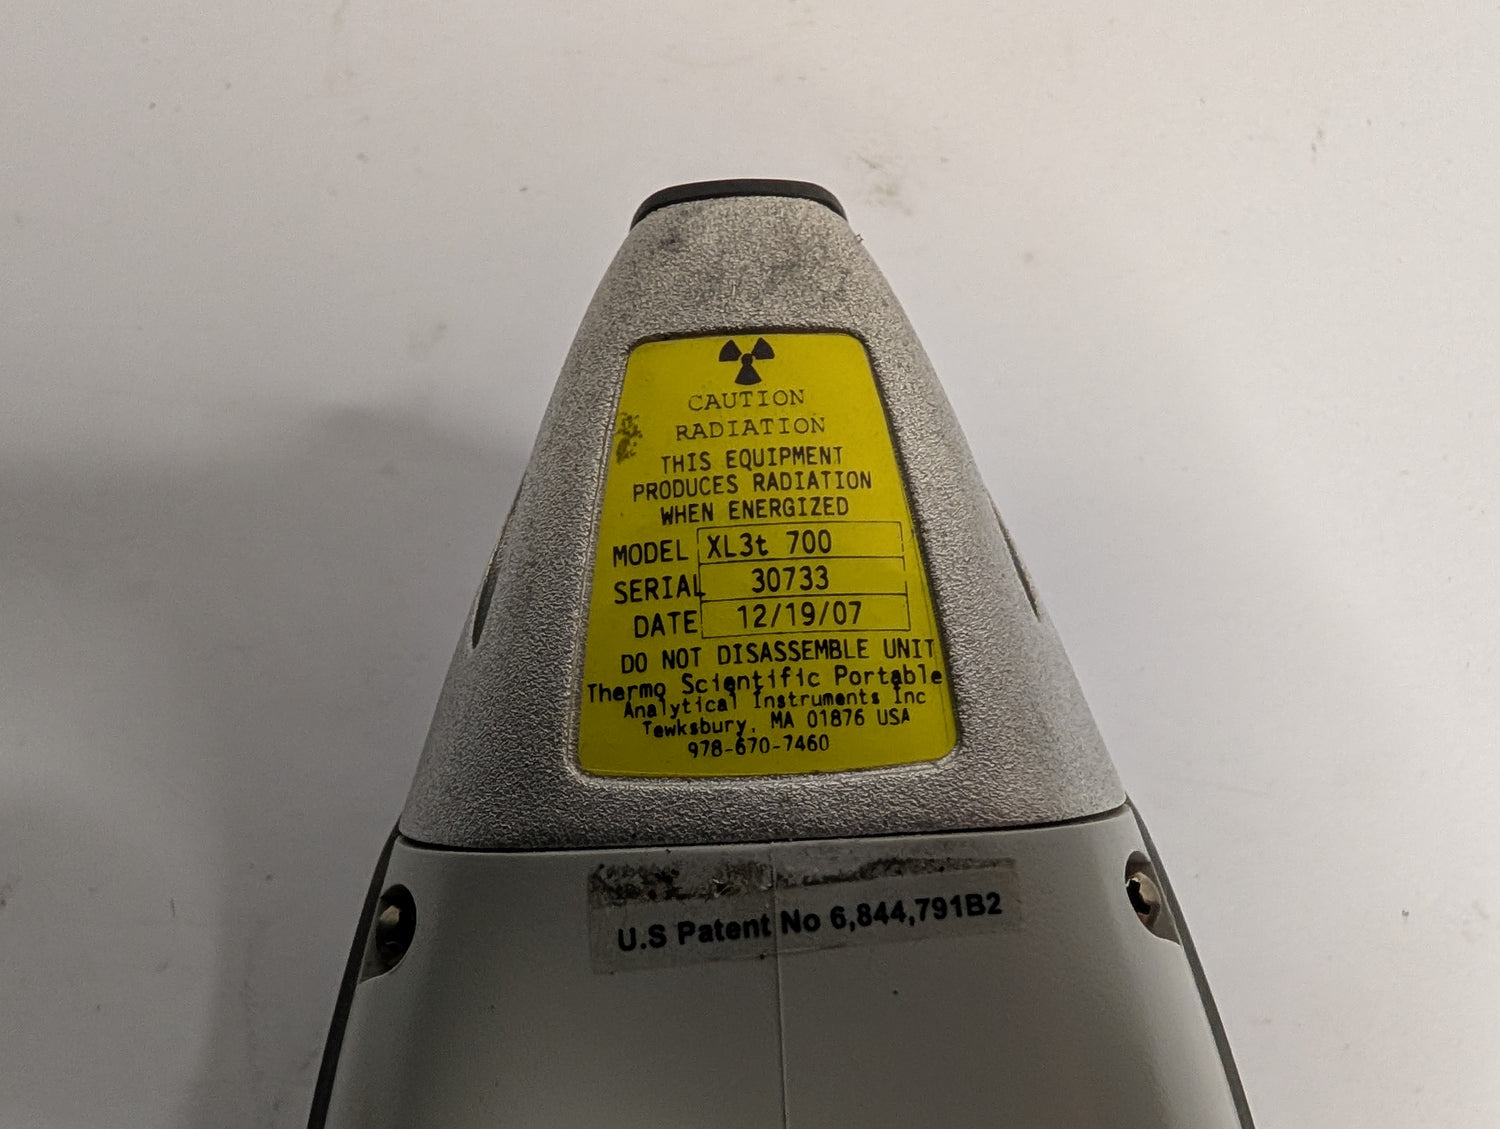 CAUTION
RADIATION
THIS EQUIPMENT
PRODUCES RADIATION
WHEN ENERGIZED
MODEL XL3t 700
SERIAL 30733
DATE 12/19/07
DO NOT DISASSEMBLE UNIT
Thermo Scientific Portable
Analytical Instruments Inc
Tewksbury, MA 01876 USA
978-670-7460
U.S Patent No 6,844,791B2